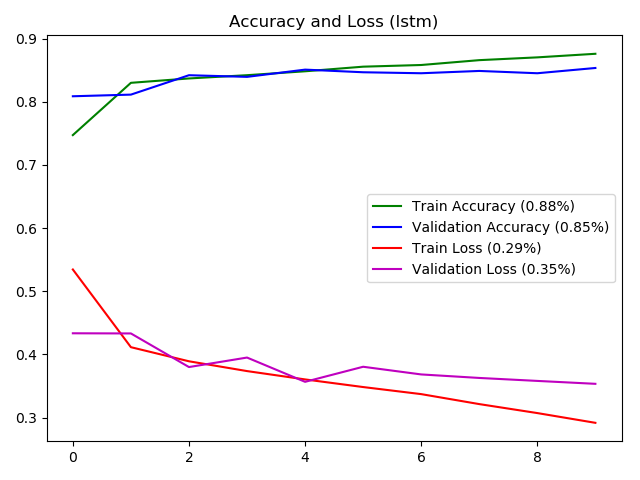 Accuracy and Loss (lstm)
0.9
0.8
0.7
0.6
0.5
0.4
0.3
Train Accuracy (0.88%)
Validation Accuracy (0.85%)
Train Loss (0.29%)
Validation Loss (0.35%)
0 2 4 6 8